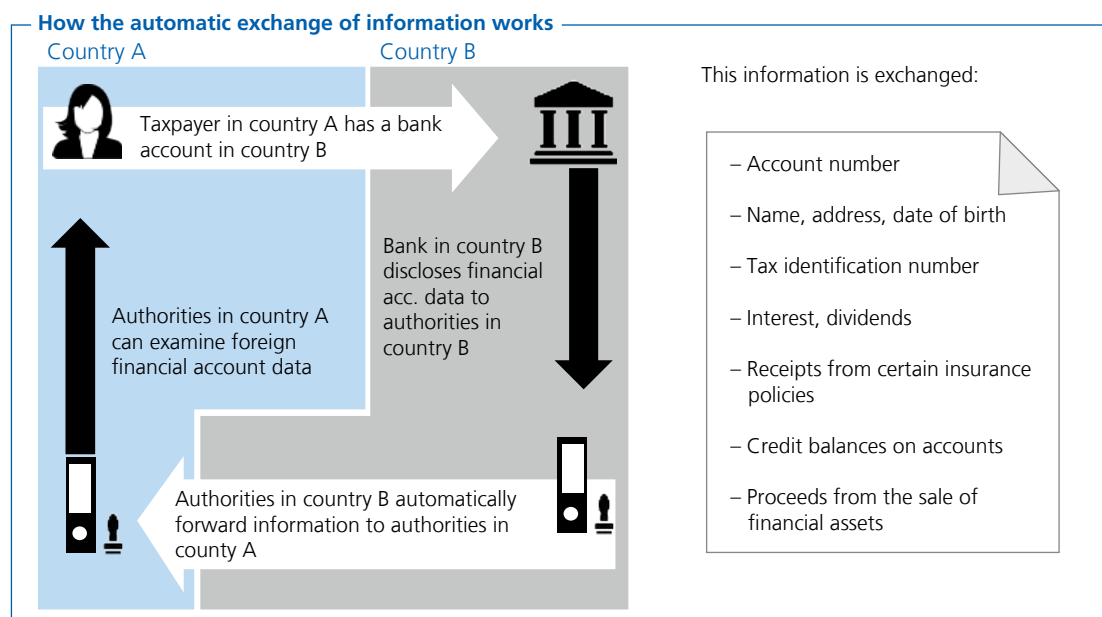 How the automatic exchange of information works
Country A
Country B
Taxpayer in country A has a bank
account in country B
Bank in country B
discloses financial
acc. data to
authorities in
country B
Authorities in country A
can examine foreign
financial account data
Authorities in country B automatically
forward information to authorities in
county A
This information is exchanged:
– Account number
– Name, address, date of birth
– Tax identification number
– Interest, dividends
– Receipts from certain insurance
policies
– Credit balances on accounts
– Proceeds from the sale of
financial assets